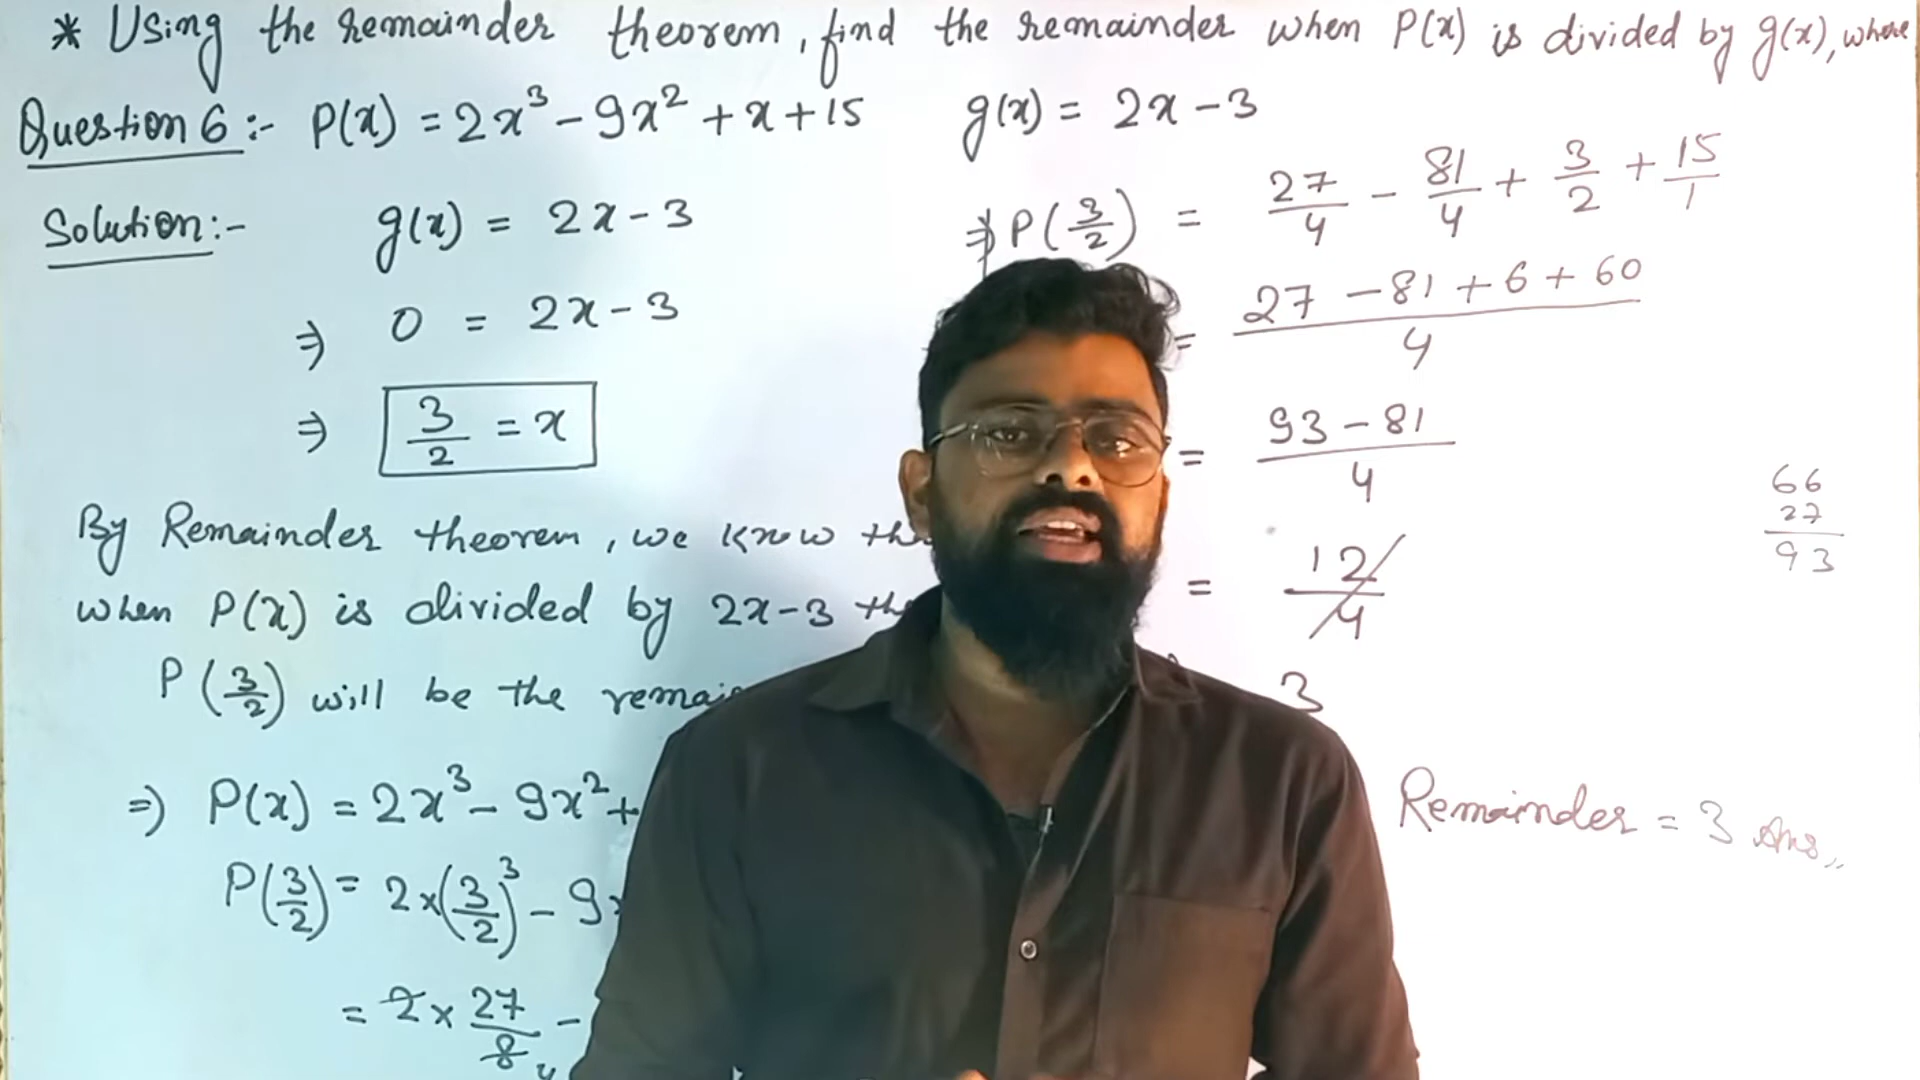 * Using the remainder theorem, find the remainder when P(x) is divided by g(x), where
Question 6 :- P(x) = 2x³ - 9x² + x + 15 g(x) = 2x - 3
Solution :- g(x) = 2x - 3
⇒ 0 = 2x - 3
⇒ 3/2 = x
By Remainder theorem, we know
when P(x) is divided by 2x-3
P(3/2) will be the
⇒ P(x) = 2x³ - 9x² +
P(3/2) = 2×(3/2)³ - 9
= 2 × 27/8 -
4
⇒ P(3/2) = 27/4 - 81/4 + 3/2 + 15/1
= 27 - 81 + 6 + 60 / 4
= 93 - 81 / 4
= 12/4
3
Remainder = 3 Ans,,
66
27
93